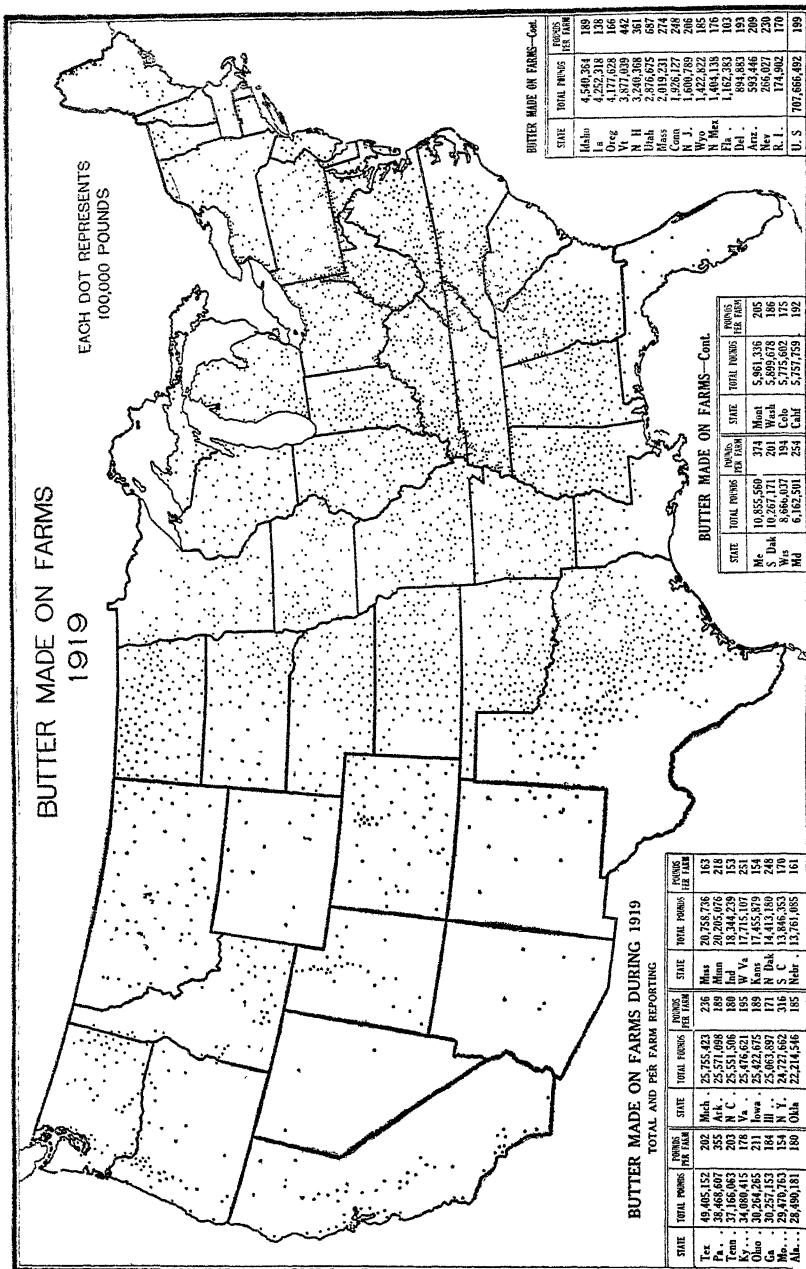 BUTTER MADE ON FARMS
1919
EACH DOT REPRESENTS
100,000 POUNDS
BUTTER MADE ON FARMS DURING 1919
TOTAL AND PER FARM REPORTING
STATE TOTAL POUNDS POUNDS PER FARM STATE TOTAL POUNDS POUNDS PER FARM STATE TOTAL POUNDS POUNDS PER FARM
Tex 49,405,152 202 Mich. 25,755,423 236 Miss 20,758,736 163
Pa. 38,468,607 355 Ark. 25,571,098 189 Minn 20,205,076 218
Tenn 37,166,063 203 N C. 25,551,506 180 Ind 18,344,239 153
Ky... 34,080,415 178 Va. 25,476,621 195 W Va 17,715,107 251
Ohio 30,264,265 211 Iowa. 25,422,675 189 Kans 17,455,879 154
Ga 30,257,153 184 Ill. 25,063,897 171 N Dak 14,413,180 248
Mo.. 29,470,763 154 N Y. 24,727,662 316 S C 13,846,353 170
Ala... 28,490,181 180 Okla 22,214,546 185 Nebr. 13,761,085 161
BUTTER MADE ON FARMS—Cont.
STATE TOTAL POUNDS POUNDS PER FARM STATE TOTAL POUNDS POUNDS PER FARM
Me 10,855,560 374 Mont 5,961,336 205
S Dak 10,267,171 201 Wash 5,899,678 186
Wis 8,666,037 194 Colo 5,775,602 175
Md 6,162,501 254 Calif 5,757,759 192
BUTTER MADE ON FARMS—Cont.
STATE TOTAL POUNDS POUNDS PER FARM
Idaho 4,540,364 189
La 4,252,318 138
Oreg 4,177,628 166
Vt 3,877,039 442
N H 3,240,368 361
Utah 2,876,675 687
Mass 2,019,231 274
Conn 1,926,127 248
N J. 1,600,789 206
Wyo 1,422,822 185
N Mex 1,404,138 176
Fla. 1,162,383 103
Del 894,883 193
Ariz. 593,446 209
Nev 266,027 230
R. I. 174,902 170
U. S 707,666,492 199